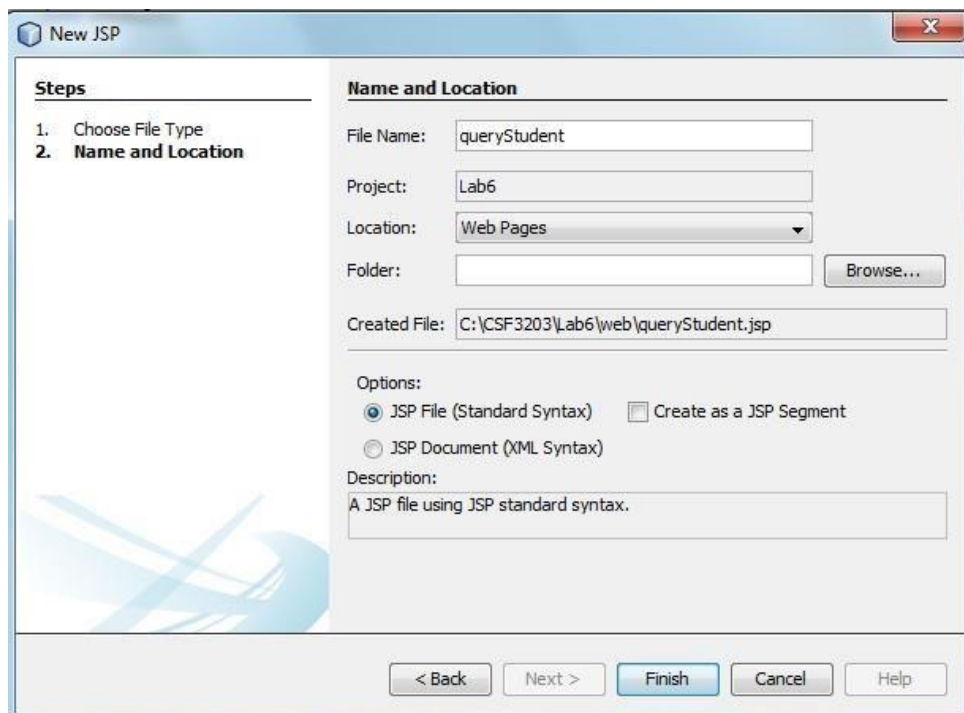 New JSP
X
Steps
1. Choose File Type
2. Name and Location
Name and Location
File Name: queryStudent
Project: Lab6
Location: Web Pages
Folder: Browse...
Created File: C:\CSF3203\Lab6\web\queryStudent.jsp
Options:
JSP File (Standard Syntax) Create as a JSP Segment
JSP Document (XML Syntax)
Description:
A JSP file using JSP standard syntax.
< Back Next > Finish Cancel Help